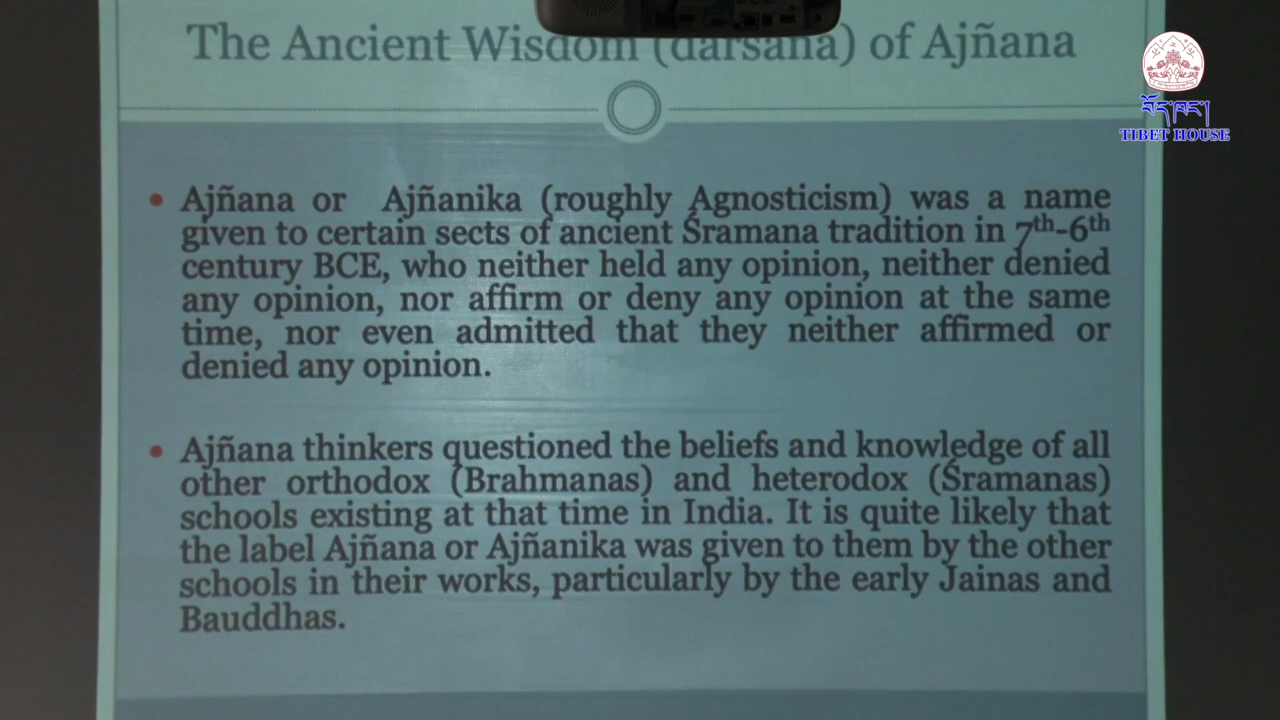 The Ancient Wisdom (darsana) of Ajñana
བོད་ཁང་།
TIBET HOUSE
• Ajñana or Ajñanika (roughly Agnosticism) was a name
given to certain sects of ancient Śramana tradition in 7th-6th
century BCE, who neither held any opinion, neither denied
any opinion, nor affirm or deny any opinion at the same
time, nor even admitted that they neither affirmed or
denied any opinion.
• Ajñana thinkers questioned the beliefs and knowledge of all
other orthodox (Brahmanas) and heterodox (Śramanas)
schools existing at that time in India. It is quite likely that
the label Ajñana or Ajñanika was given to them by the other
schools in their works, particularly by the early Jainas and
Bauddhas.